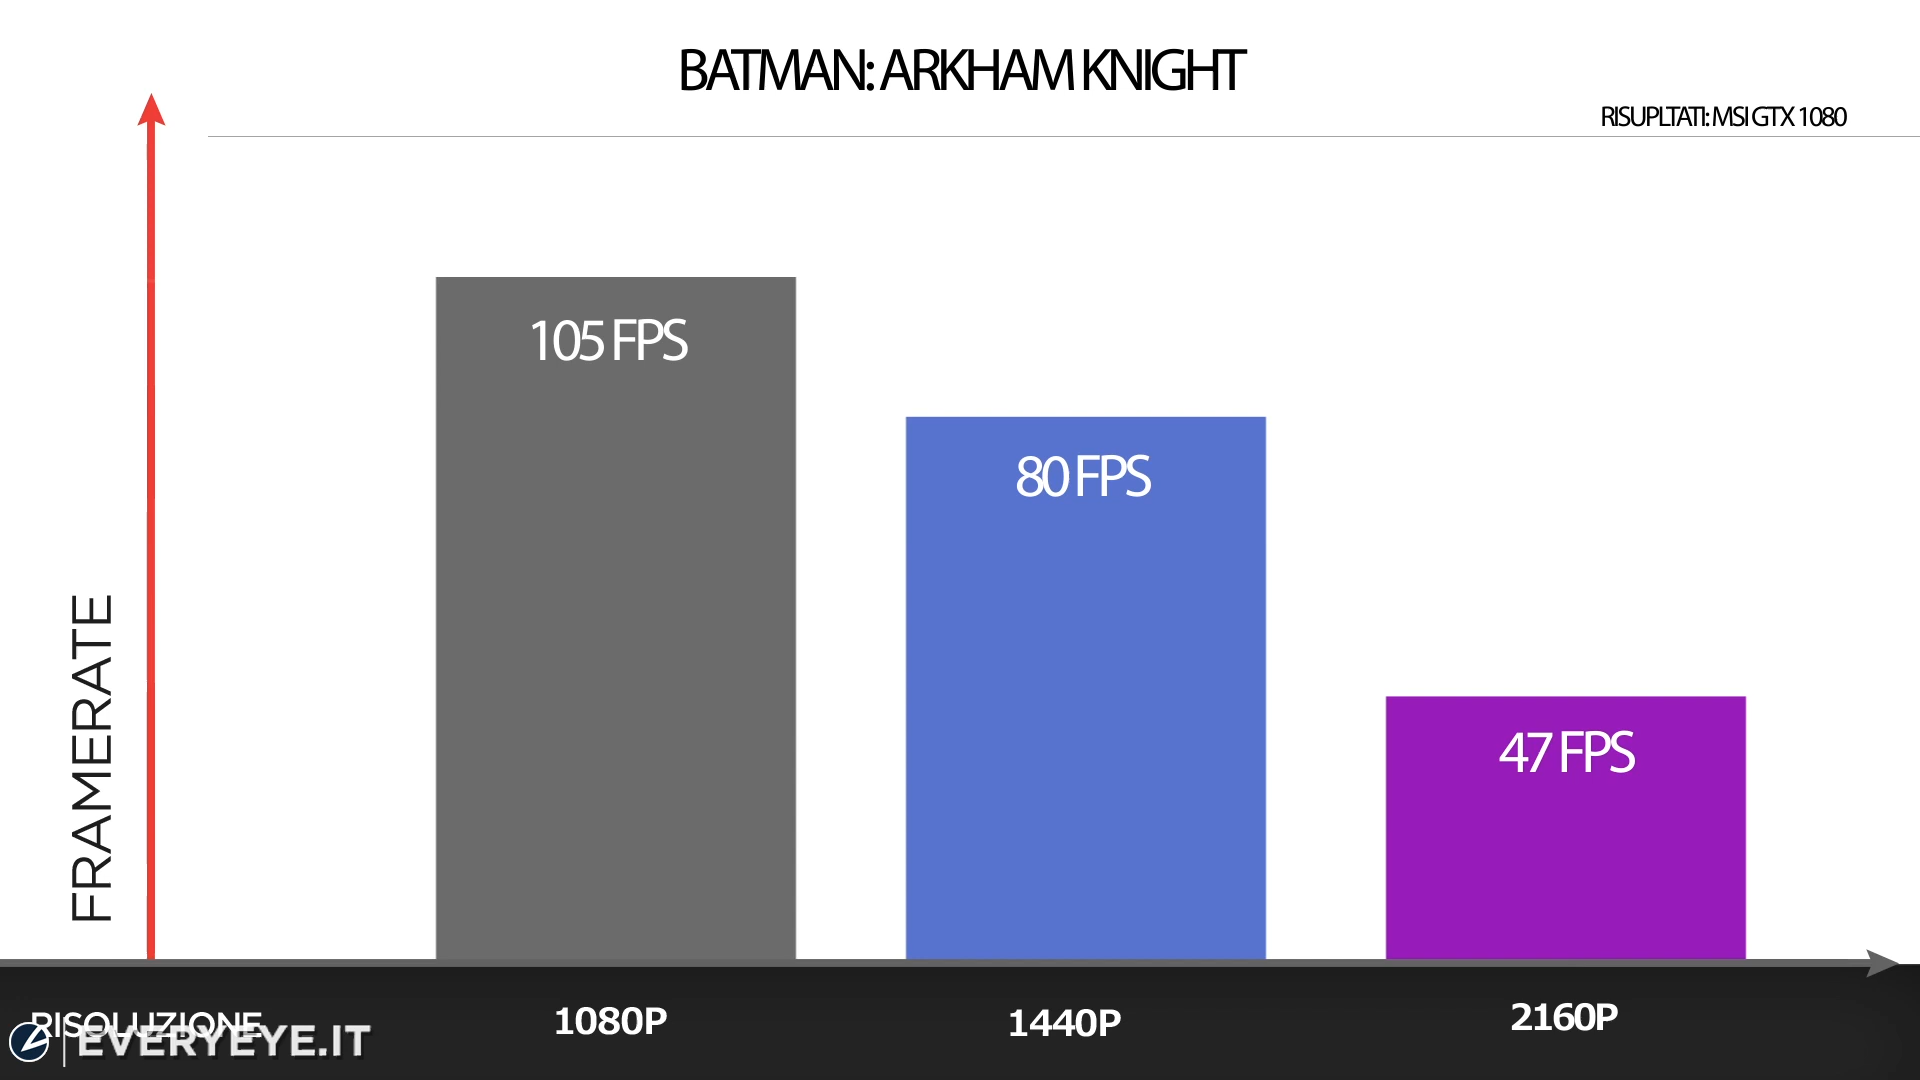 BATMAN: ARKHAM KNIGHT
RISUPLTATI: MSI GTX 1080
105 FPS
80 FPS
47 FPS
FRAMERATE
RISOLUZIONE
1080P
1440P
2160P
EVERYEYE.IT